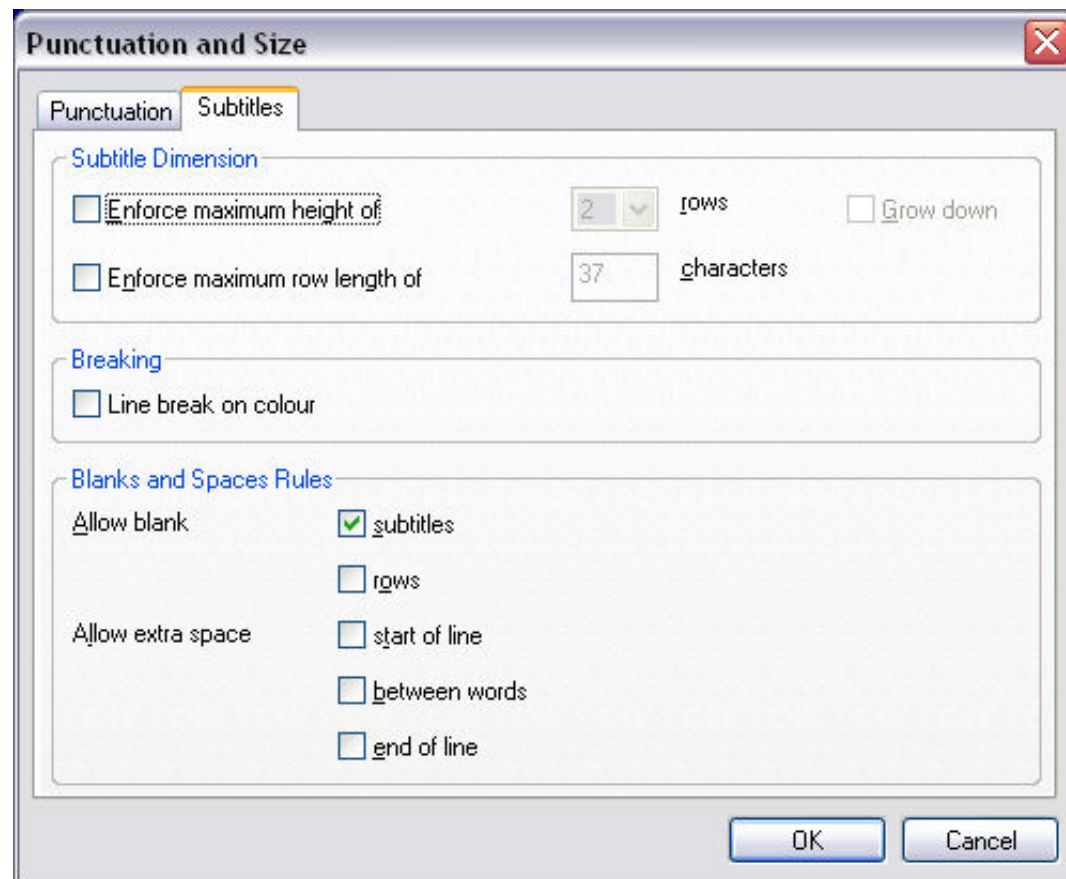 Punctuation and Size
Punctuation
Subtitles
Subtitle Dimension
Enforce maximum height of 2 rows Grow down
Enforce maximum row length of 37 characters
Breaking
Line break on colour
Blanks and Spaces Rules
Allow blank subtitles
rows
Allow extra space start of line
between words
end of line
OK Cancel